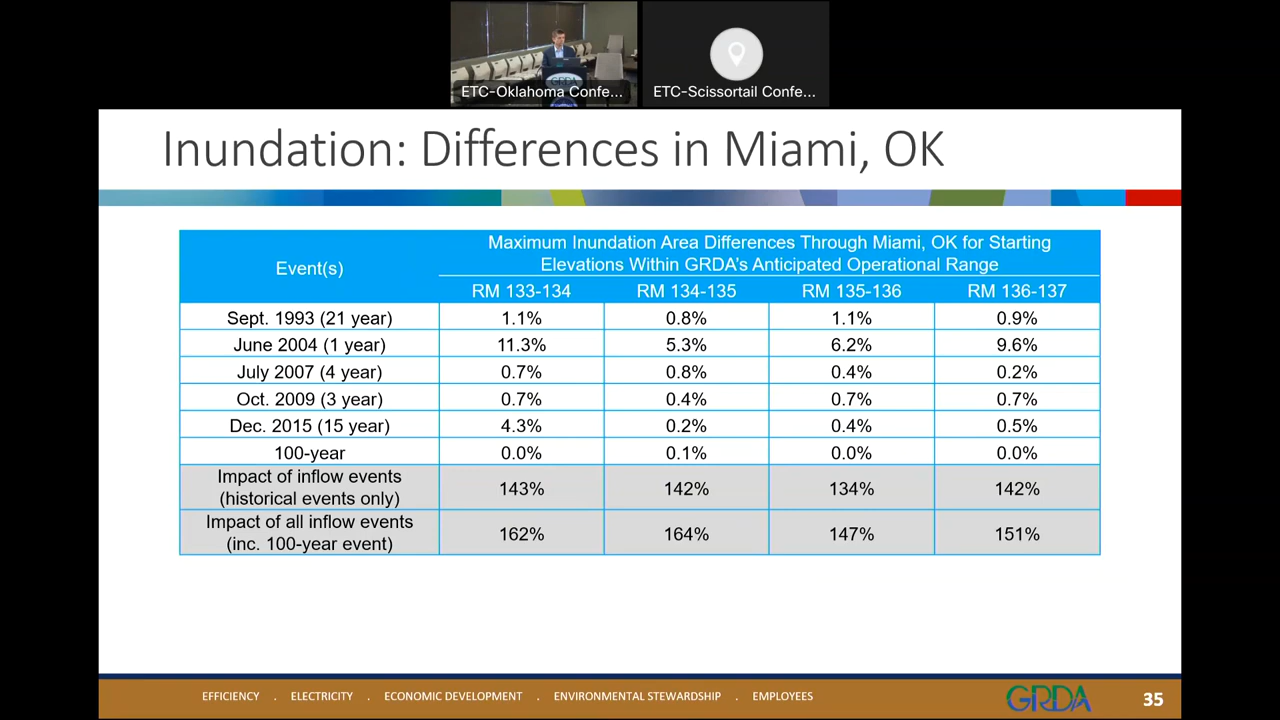 ETC-Oklahoma Confe...
ETC-Scissortail Confe...
GRDA
Inundation: Differences in Miami, OK
Event(s)
Maximum Inundation Area Differences Through Miami, OK for Starting
Elevations Within GRDA's Anticipated Operational Range
RM 133-134 RM 134-135 RM 135-136 RM 136-137
Sept. 1993 (21 year) 1.1% 0.8% 1.1% 0.9%
June 2004 (1 year) 11.3% 5.3% 6.2% 9.6%
July 2007 (4 year) 0.7% 0.8% 0.4% 0.2%
Oct. 2009 (3 year) 0.7% 0.4% 0.7% 0.7%
Dec. 2015 (15 year) 4.3% 0.2% 0.4% 0.5%
100-year 0.0% 0.1% 0.0% 0.0%
Impact of inflow events
(historical events only) 143% 142% 134% 142%
Impact of all inflow events
(inc. 100-year event) 162% 164% 147% 151%
EFFICIENCY . ELECTRICITY . ECONOMIC DEVELOPMENT . ENVIRONMENTAL STEWARDSHIP . EMPLOYEES
GRDA
35